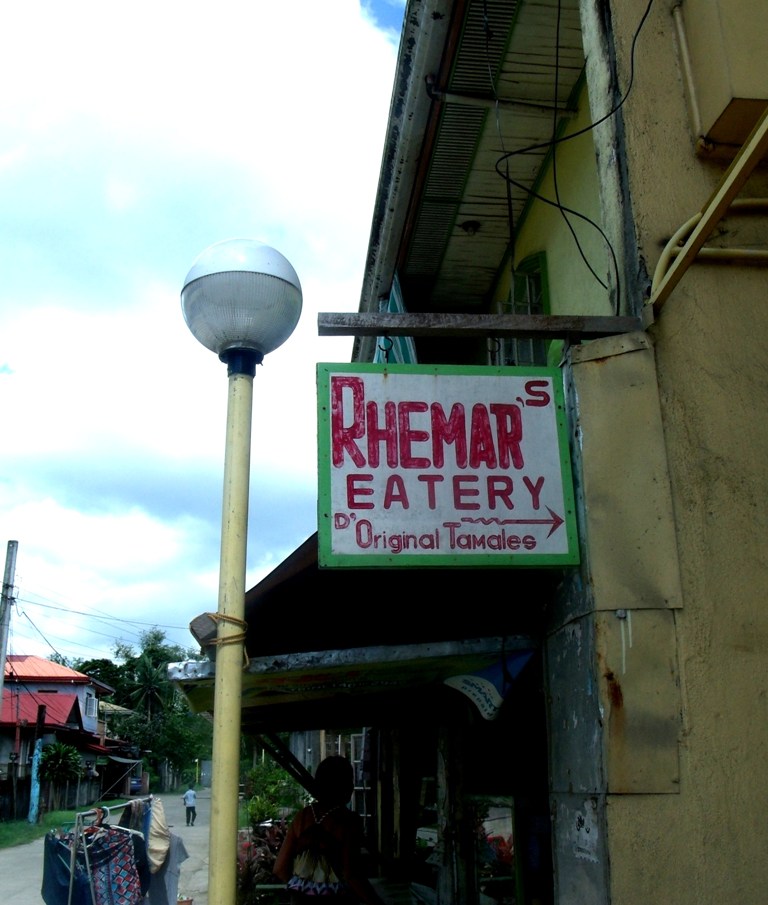 RHEMAR'S
EATERY
D' Original Tamales